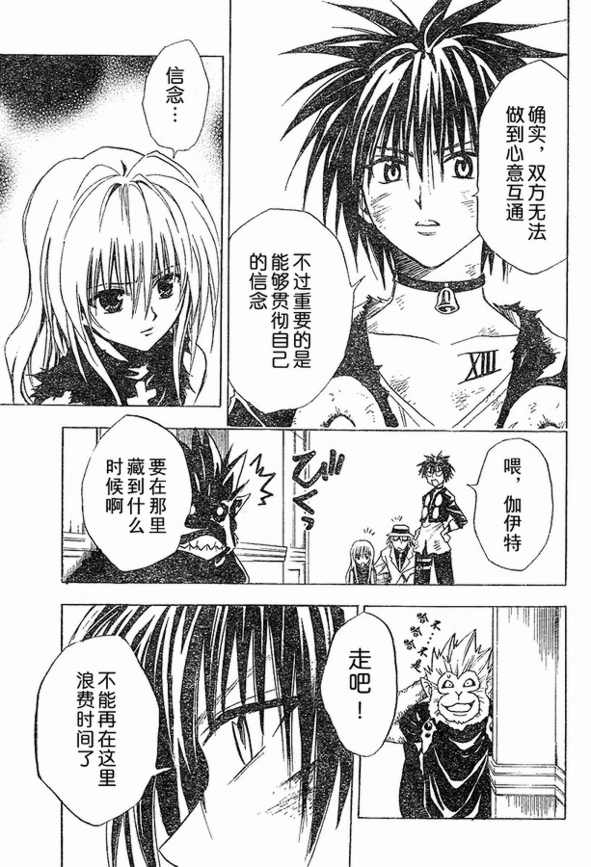 确实，双方无法
做到心意互通
不过重要的是
能够贯彻自己
的信念
XIII
信念…
喂，
伽伊特
びくっ
要在那里
藏到什么
时候啊
走吧！
不能再在这里
浪费时间了